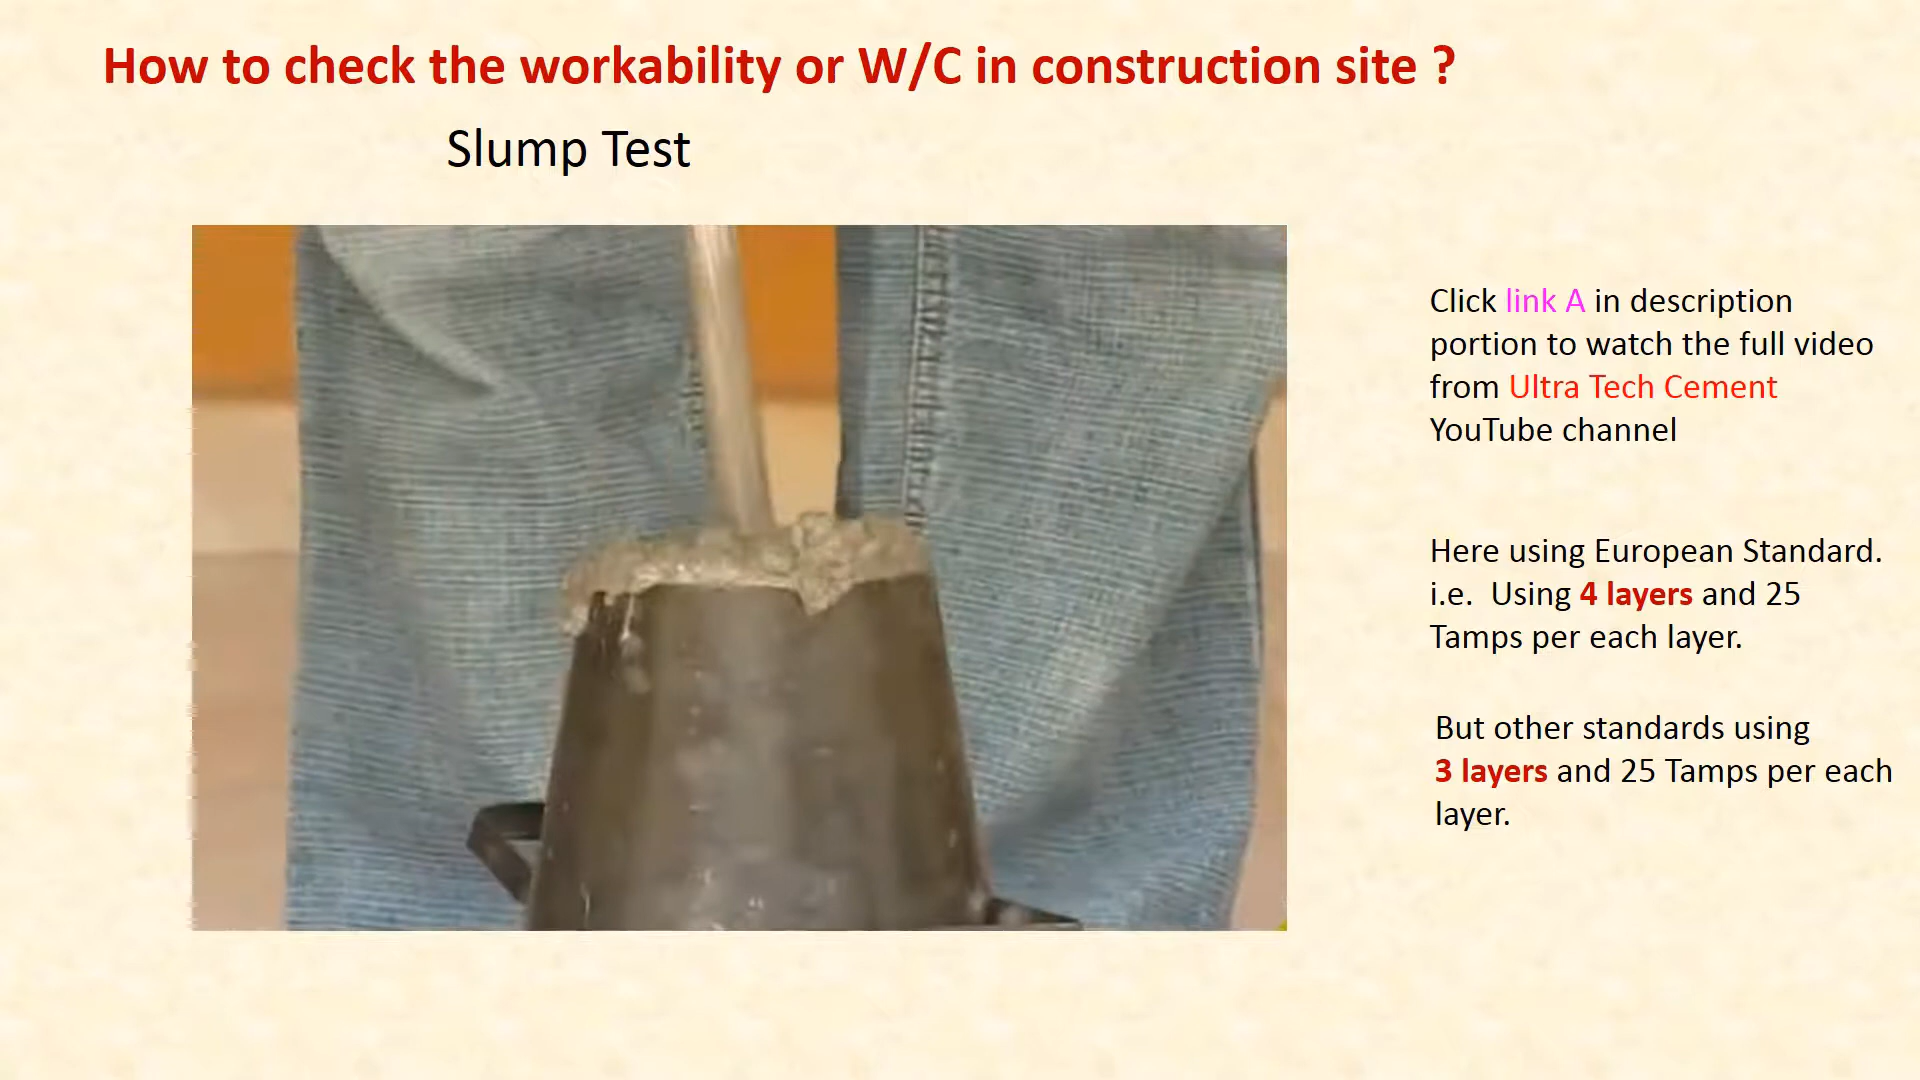 How to check the workability or W/C in construction site ?
Slump Test
Click link A in description
portion to watch the full video
from Ultra Tech Cement
YouTube channel
Here using European Standard.
i.e. Using 4 layers and 25
Tamps per each layer.
But other standards using
3 layers and 25 Tamps per each
layer.